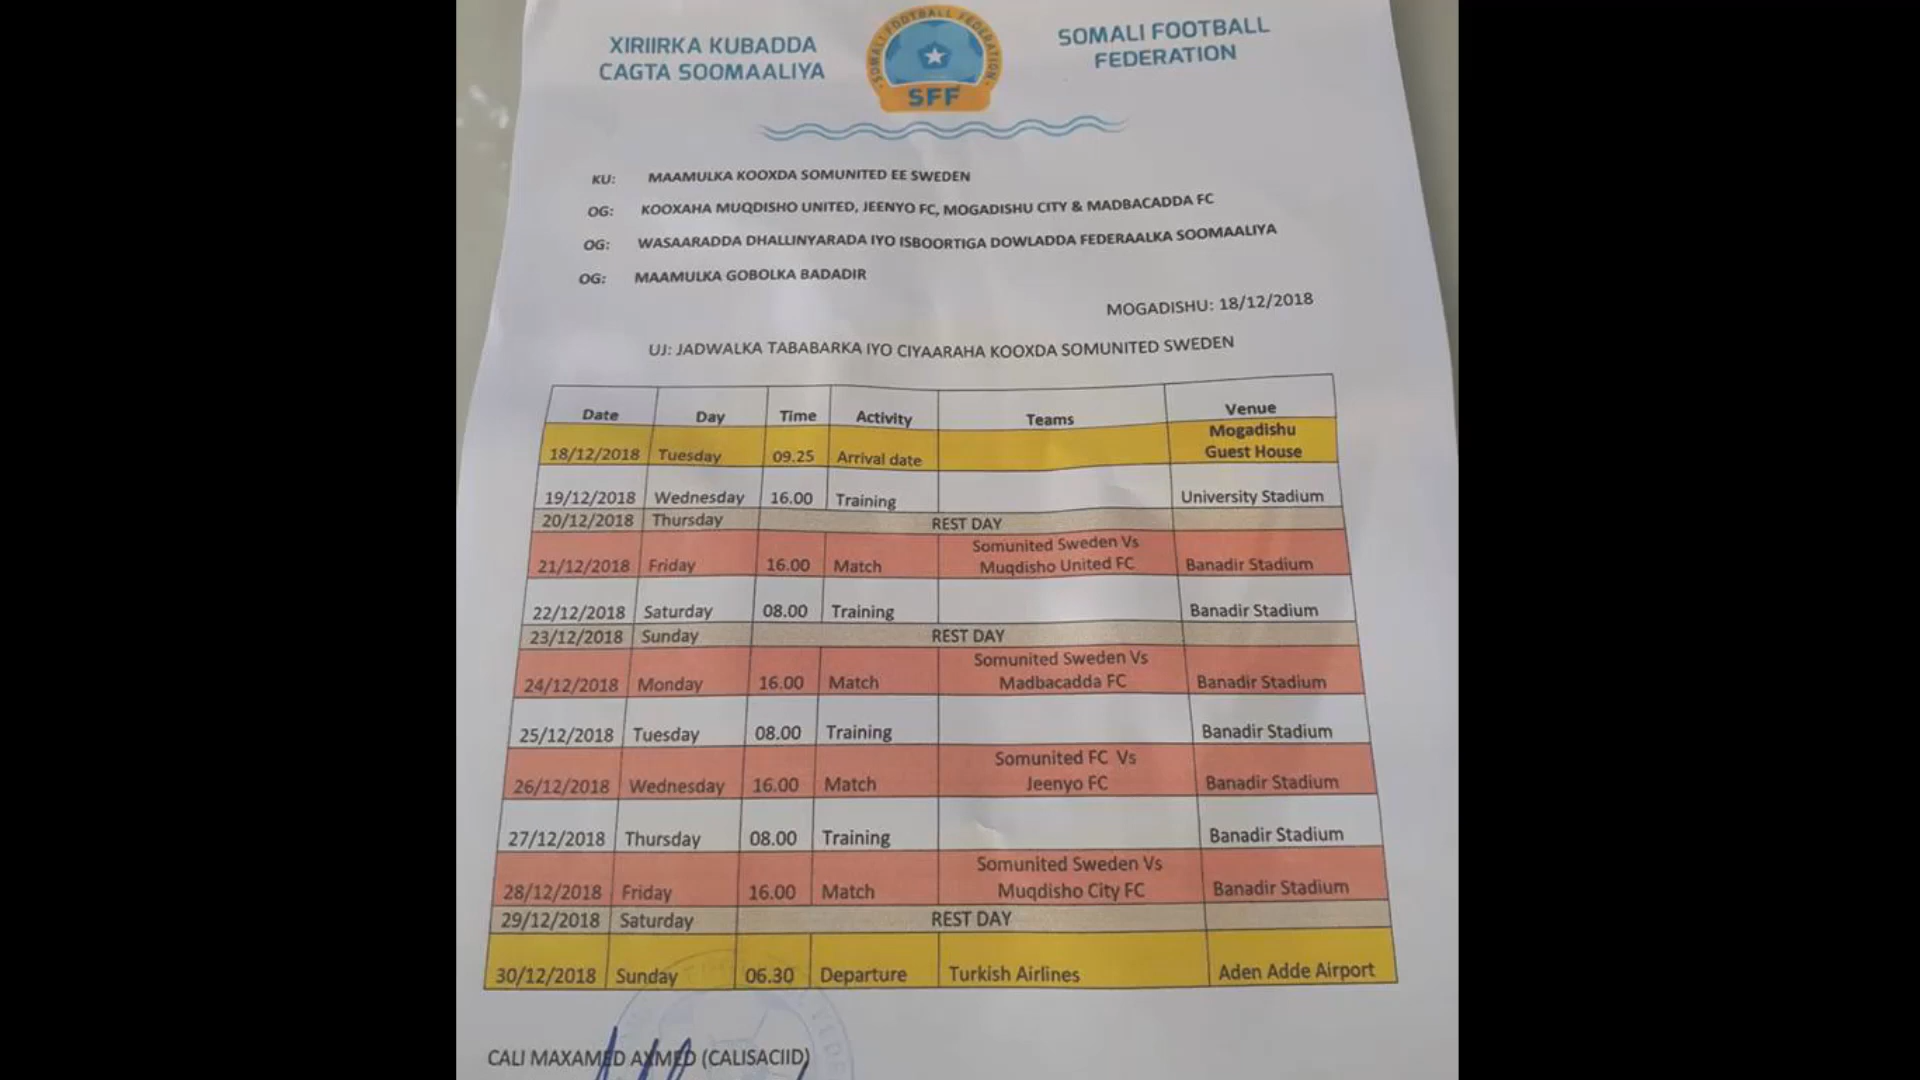 XIRIIRKA KUBADDA
CAGTA SOOMAALIYA
SOMALI FOOTBALL FEDERATION
SFF
SOMALI FOOTBALL
FEDERATION
KU: MAAMULKA KOOXDA SOMUNITED EE SWEDEN
OG: KOOXAHA MUQDISHO UNITED, JEENYO FC, MOGADISHU CITY & MADBACADDA FC
OG: WASAARADDA DHALLINYARADA IYO ISBOORTIGA DOWLADDA FEDERAALKA SOOMAALIYA
OG: MAAMULKA GOBOLKA BADADIR
MOGADISHU: 18/12/2018
UJ: JADWALKA TABABARKA IYO CIYAARAHA KOOXDA SOMUNITED SWEDEN
Date Day Time Activity Teams Venue
18/12/2018 Tuesday 09.25 Arrival date Mogadishu
Guest House
19/12/2018 Wednesday 16.00 Training University Stadium
20/12/2018 Thursday REST DAY
21/12/2018 Friday 16.00 Match Somunited Sweden Vs
Muqdisho United FC Banadir Stadium
22/12/2018 Saturday 08.00 Training Banadir Stadium
23/12/2018 Sunday REST DAY
24/12/2018 Monday 16.00 Match Somunited Sweden Vs
Madbacadda FC Banadir Stadium
25/12/2018 Tuesday 08.00 Training Banadir Stadium
26/12/2018 Wednesday 16.00 Match Somunited FC Vs
Jeenyo FC Banadir Stadium
27/12/2018 Thursday 08.00 Training Banadir Stadium
28/12/2018 Friday 16.00 Match Somunited Sweden Vs
Muqdisho City FC Banadir Stadium
29/12/2018 Saturday REST DAY
30/12/2018 Sunday 06.30 Departure Turkish Airlines Aden Adde Airport
CALI MAXAMED AXMED (CALISACIID)